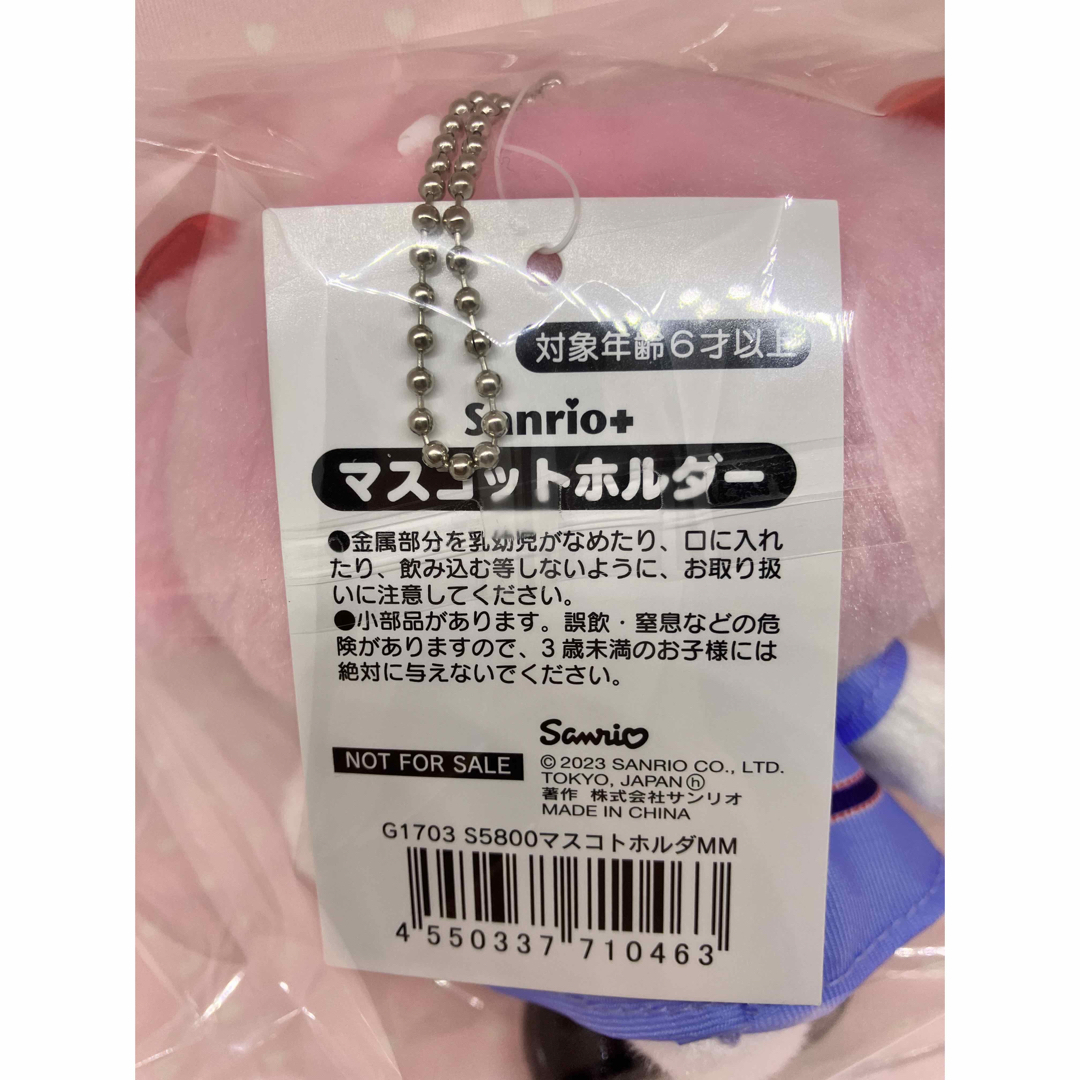 対象年齢6才以上
Sanrio+
マスコットホルダー
●金属部分を乳幼児がなめたり、口に入れ
たり、飲み込む等しないように、お取り扱
いに注意してください。
●小部品があります。誤飲・窒息などの危
険がありますので、3歳未満のお子様には
絶対に与えないでください。
Sanrio
NOT FOR SALE
© 2023 SANRIO CO., LTD.
TOKYO, JAPAN ⓗ
著作 株式会社サンリオ
MADE IN CHINA
G1703 S5800マスコトホルダMM
4 550337 710463